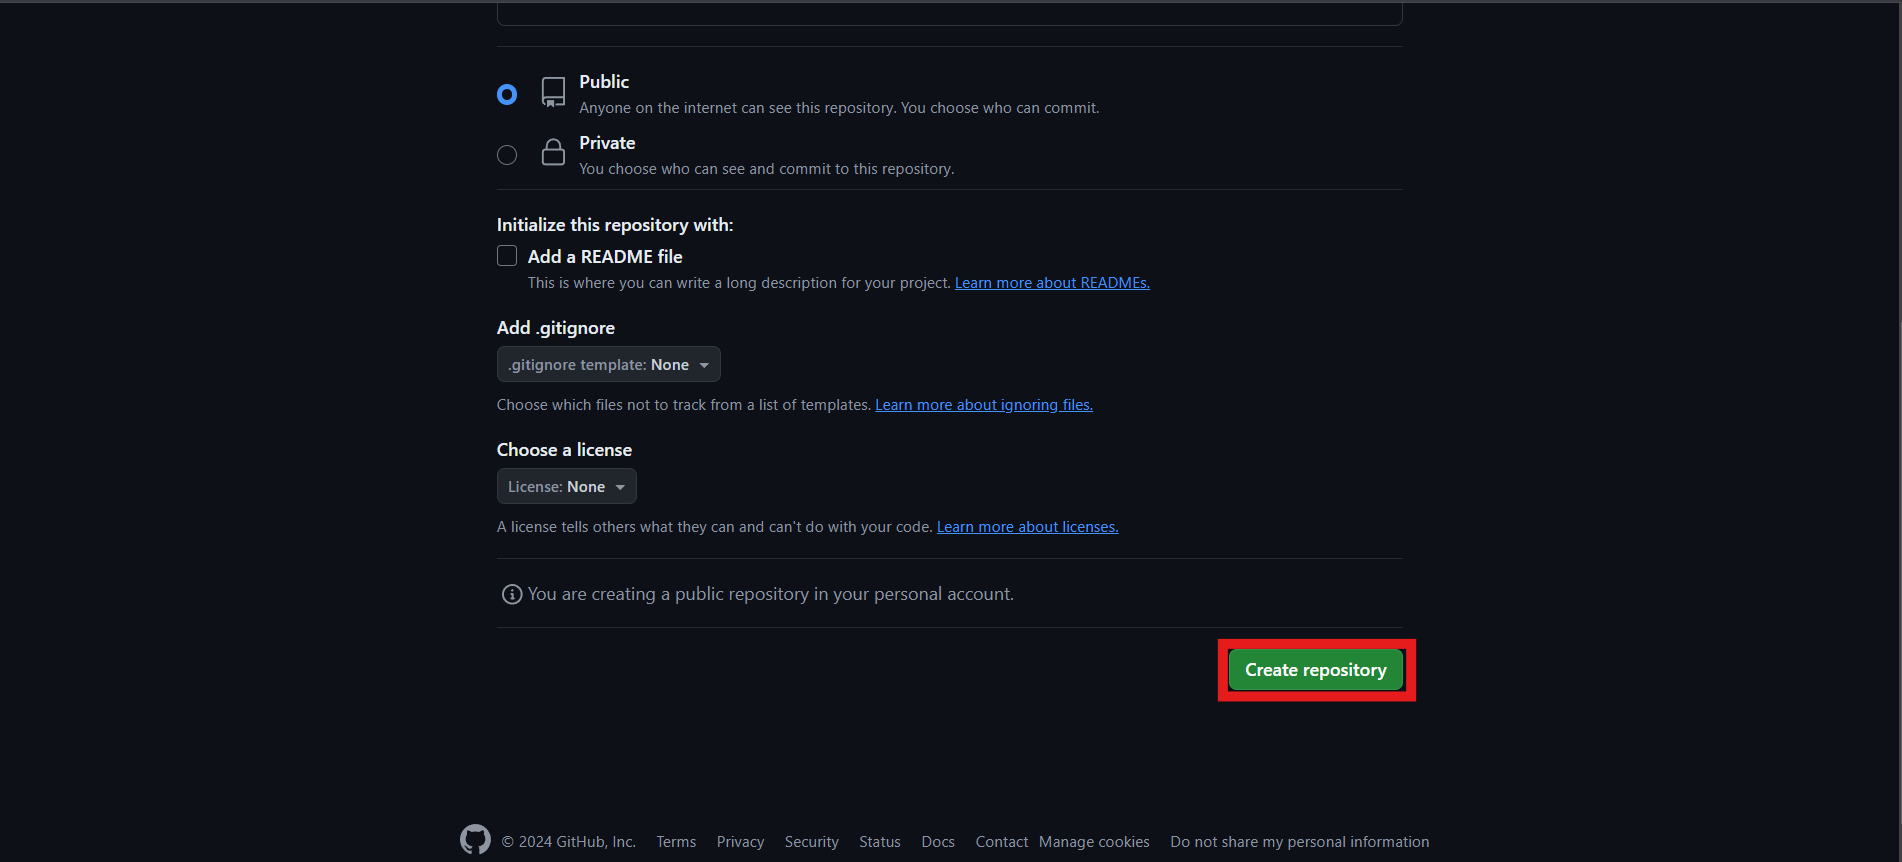 Public
Anyone on the internet can see this repository. You choose who can commit.
Private
You choose who can see and commit to this repository.
Initialize this repository with:
Add a README file
This is where you can write a long description for your project. Learn more about READMEs.
Add .gitignore
.gitignore template: None
Choose which files not to track from a list of templates. Learn more about ignoring files.
Choose a license
License: None
A license tells others what they can and can't do with your code. Learn more about licenses.
You are creating a public repository in your personal account.
Create repository
© 2024 GitHub, Inc. Terms Privacy Security Status Docs Contact Manage cookies Do not share my personal information